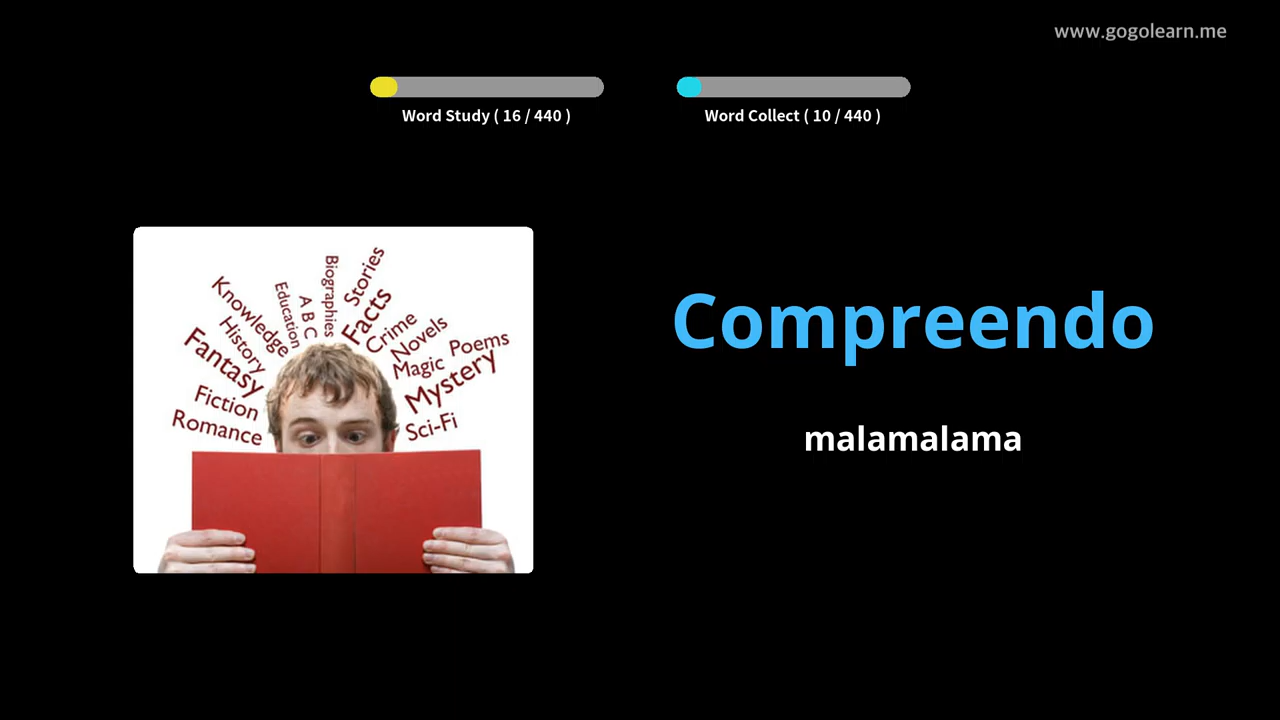 www.gogolearn.me
Word Study ( 16 / 440 )
Word Collect ( 10 / 440 )
Compreendo
malamalama
Biographies
Stories
Education
A B C
Facts
Knowledge
Crime
History
Novels
Fantasy
Magic
Poems
Fiction
Mystery
Romance
Sci-Fi